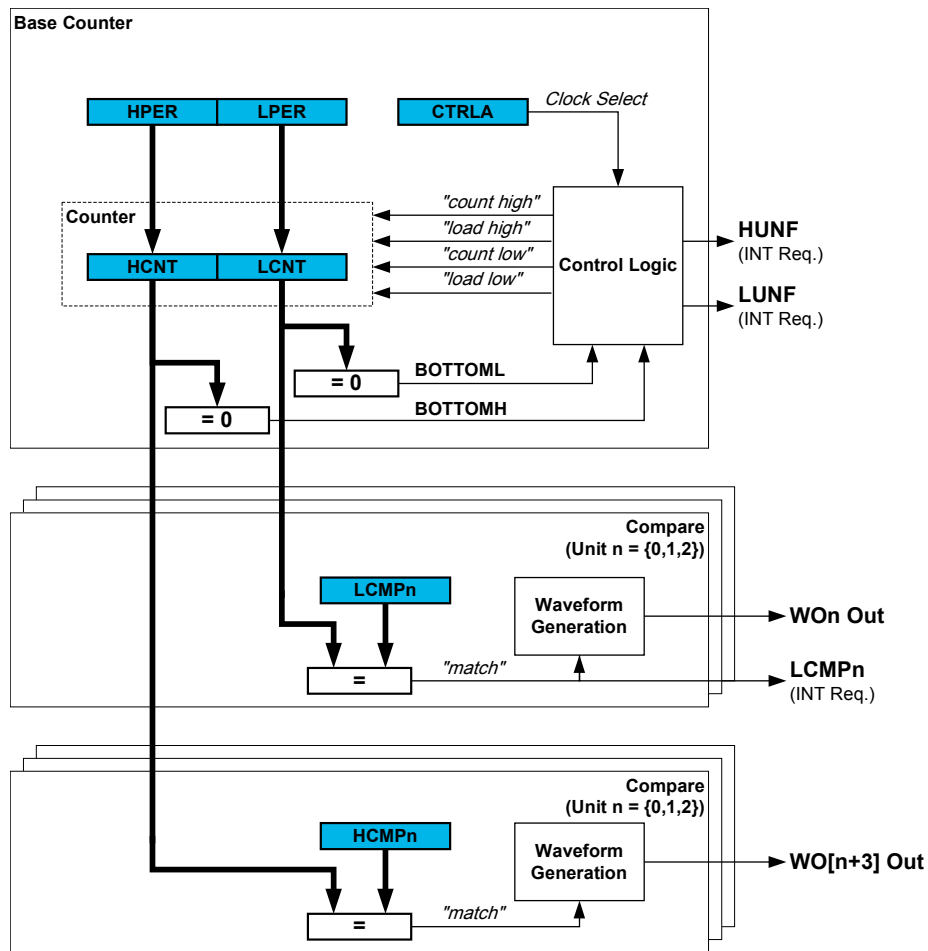 Base Counter
HPER
LPER
CTRLA
Clock Select
Counter
"count high"
"load high"
"count low"
"load low"
Control Logic
HUNF
(INT Req.)
LUNF
(INT Req.)
HCNT
LCNT
= 0
BOTTOML
= 0
BOTTOMH
Compare
(Unit n = {0,1,2})
LCMPn
Waveform
Generation
WOn Out
=
"match"
LCMPn
(INT Req.)
Compare
(Unit n = {0,1,2})
HCMPn
Waveform
Generation
WO[n+3] Out
=
"match"